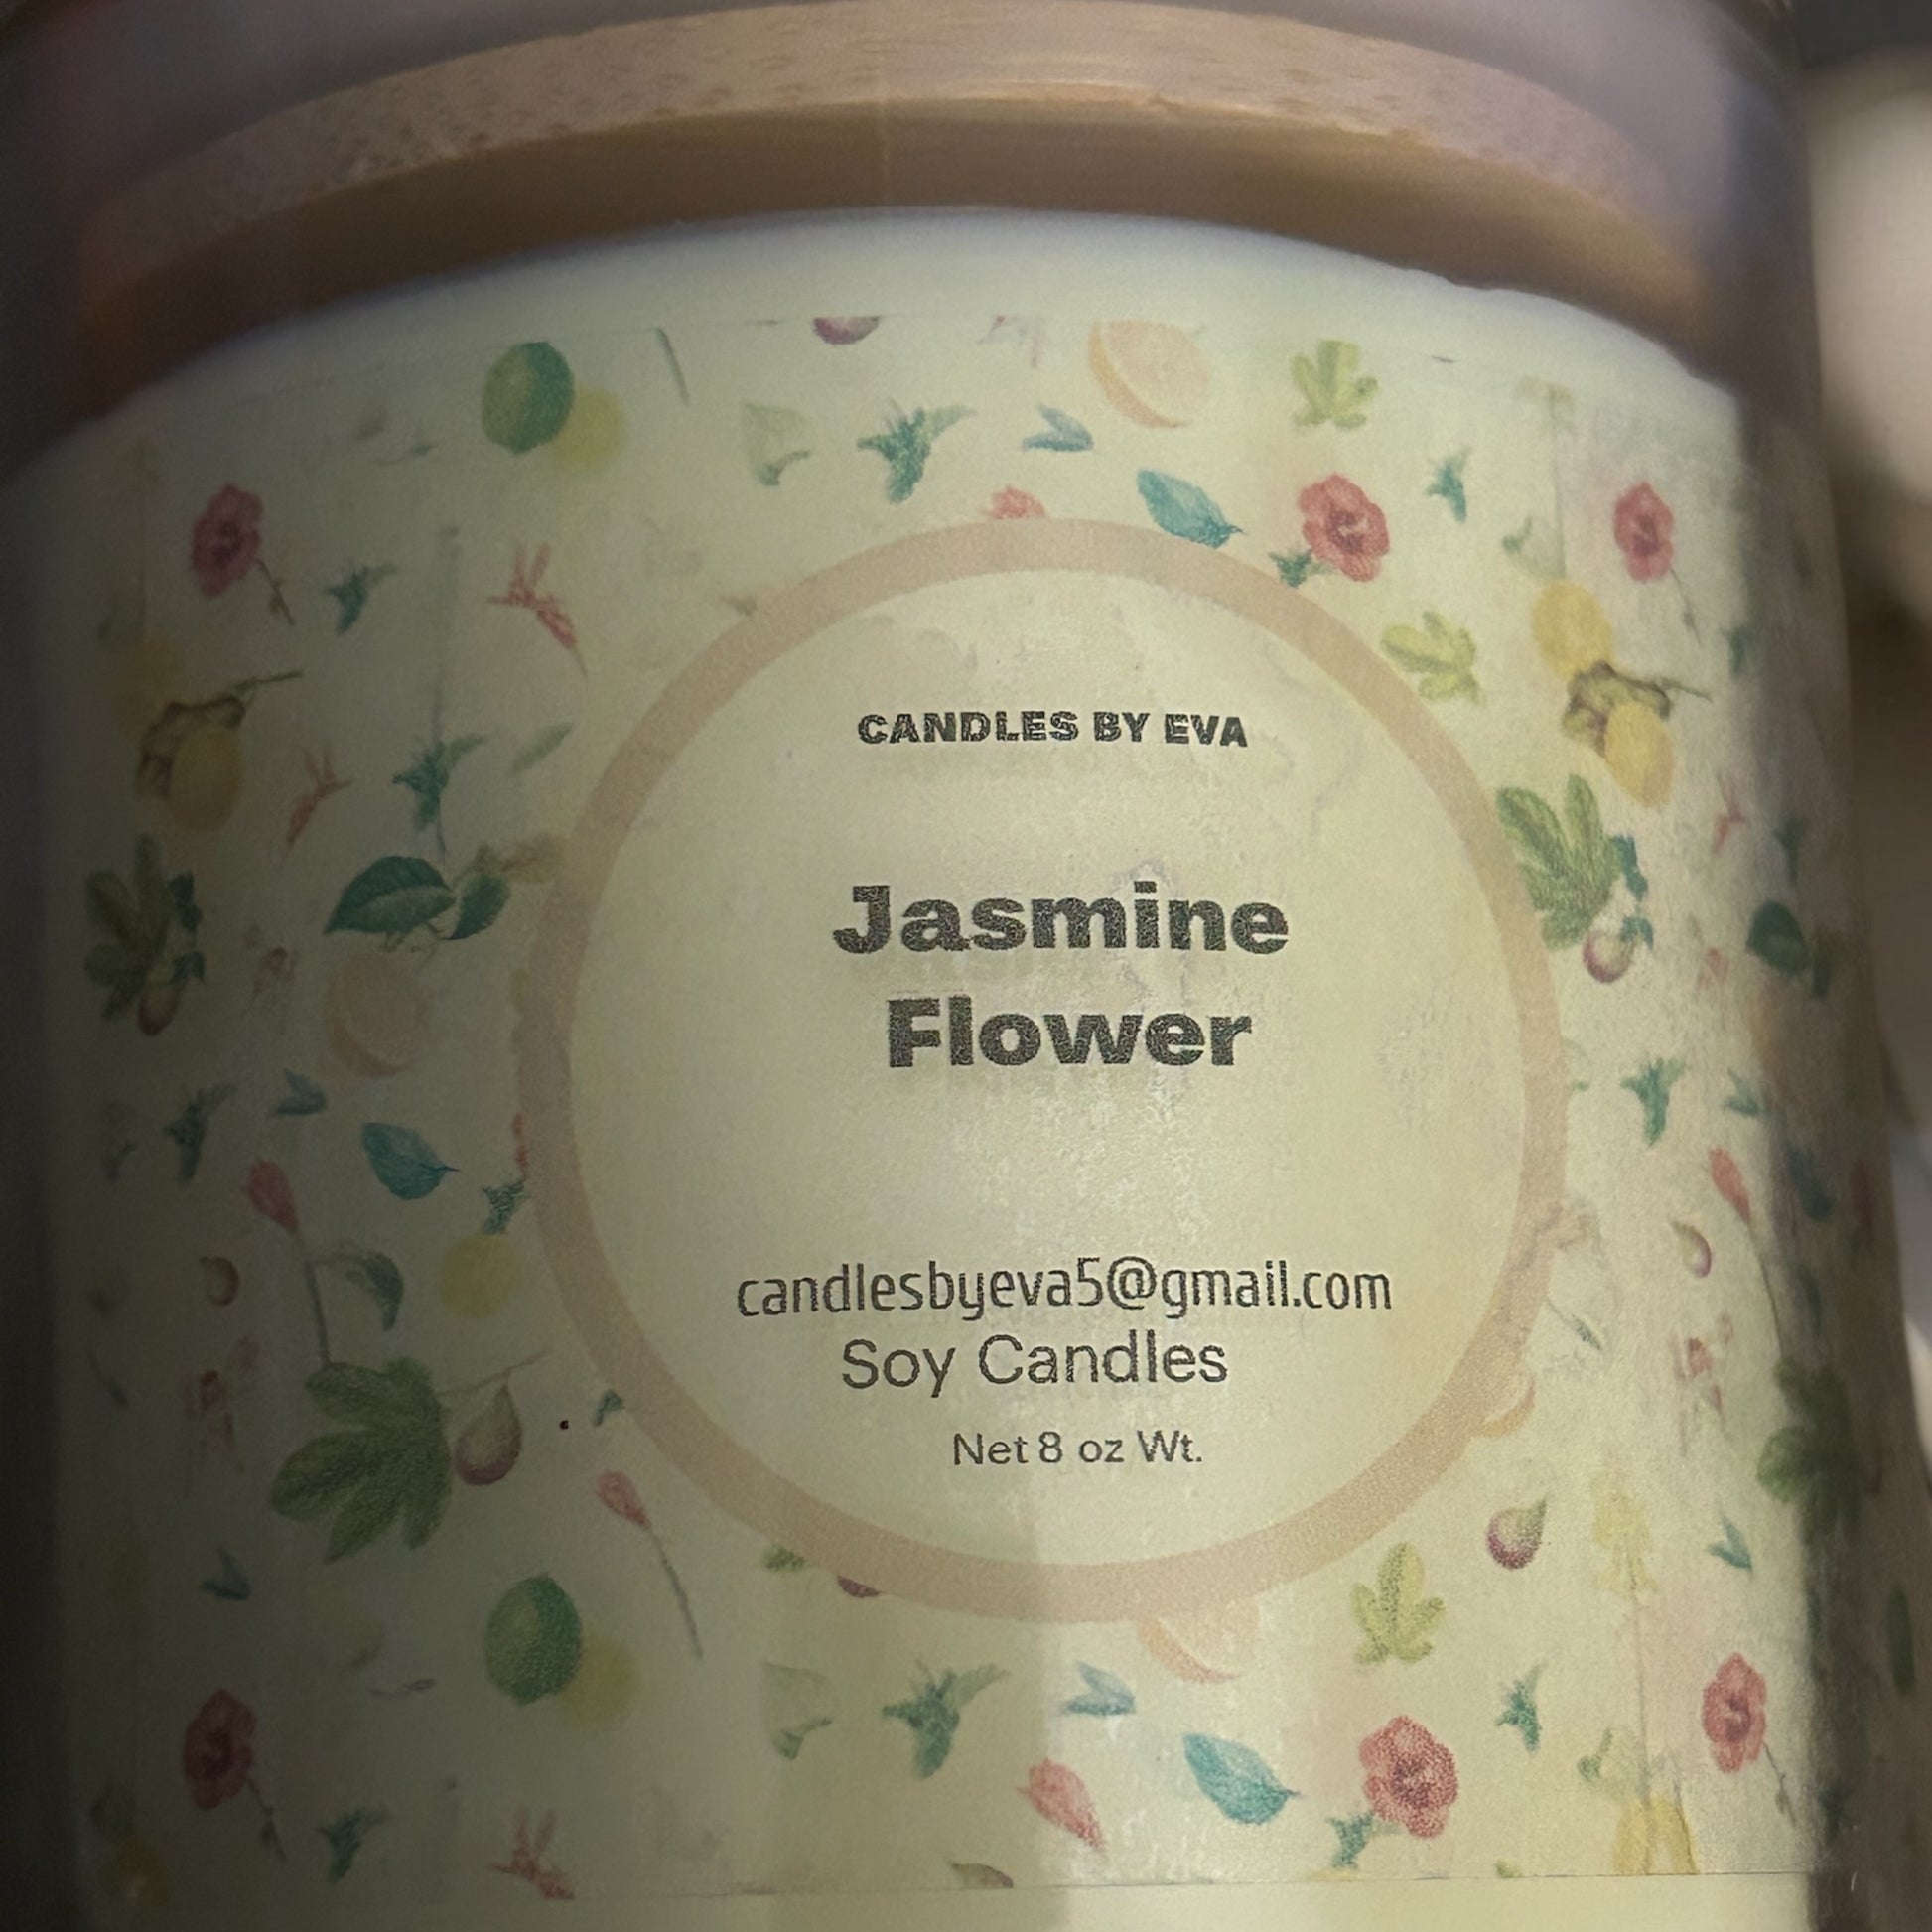 CANDLES BY EVA
Jasmine
Flower
candlesbyeva5@gmail.com
Soy Candles
Net 8 oz Wt.